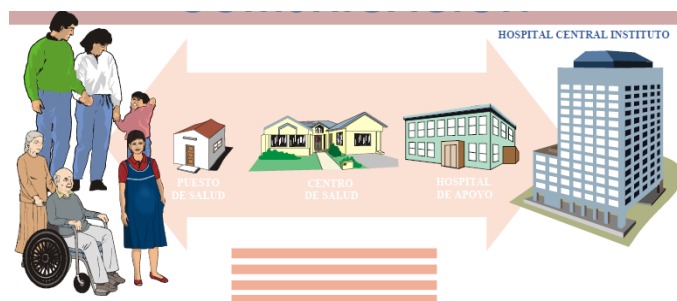 HOSPITAL CENTRAL INSTITUTO
PUESTO
DE SALUD
CENTRO
DE SALUD
HOSPITAL
DE APOYO